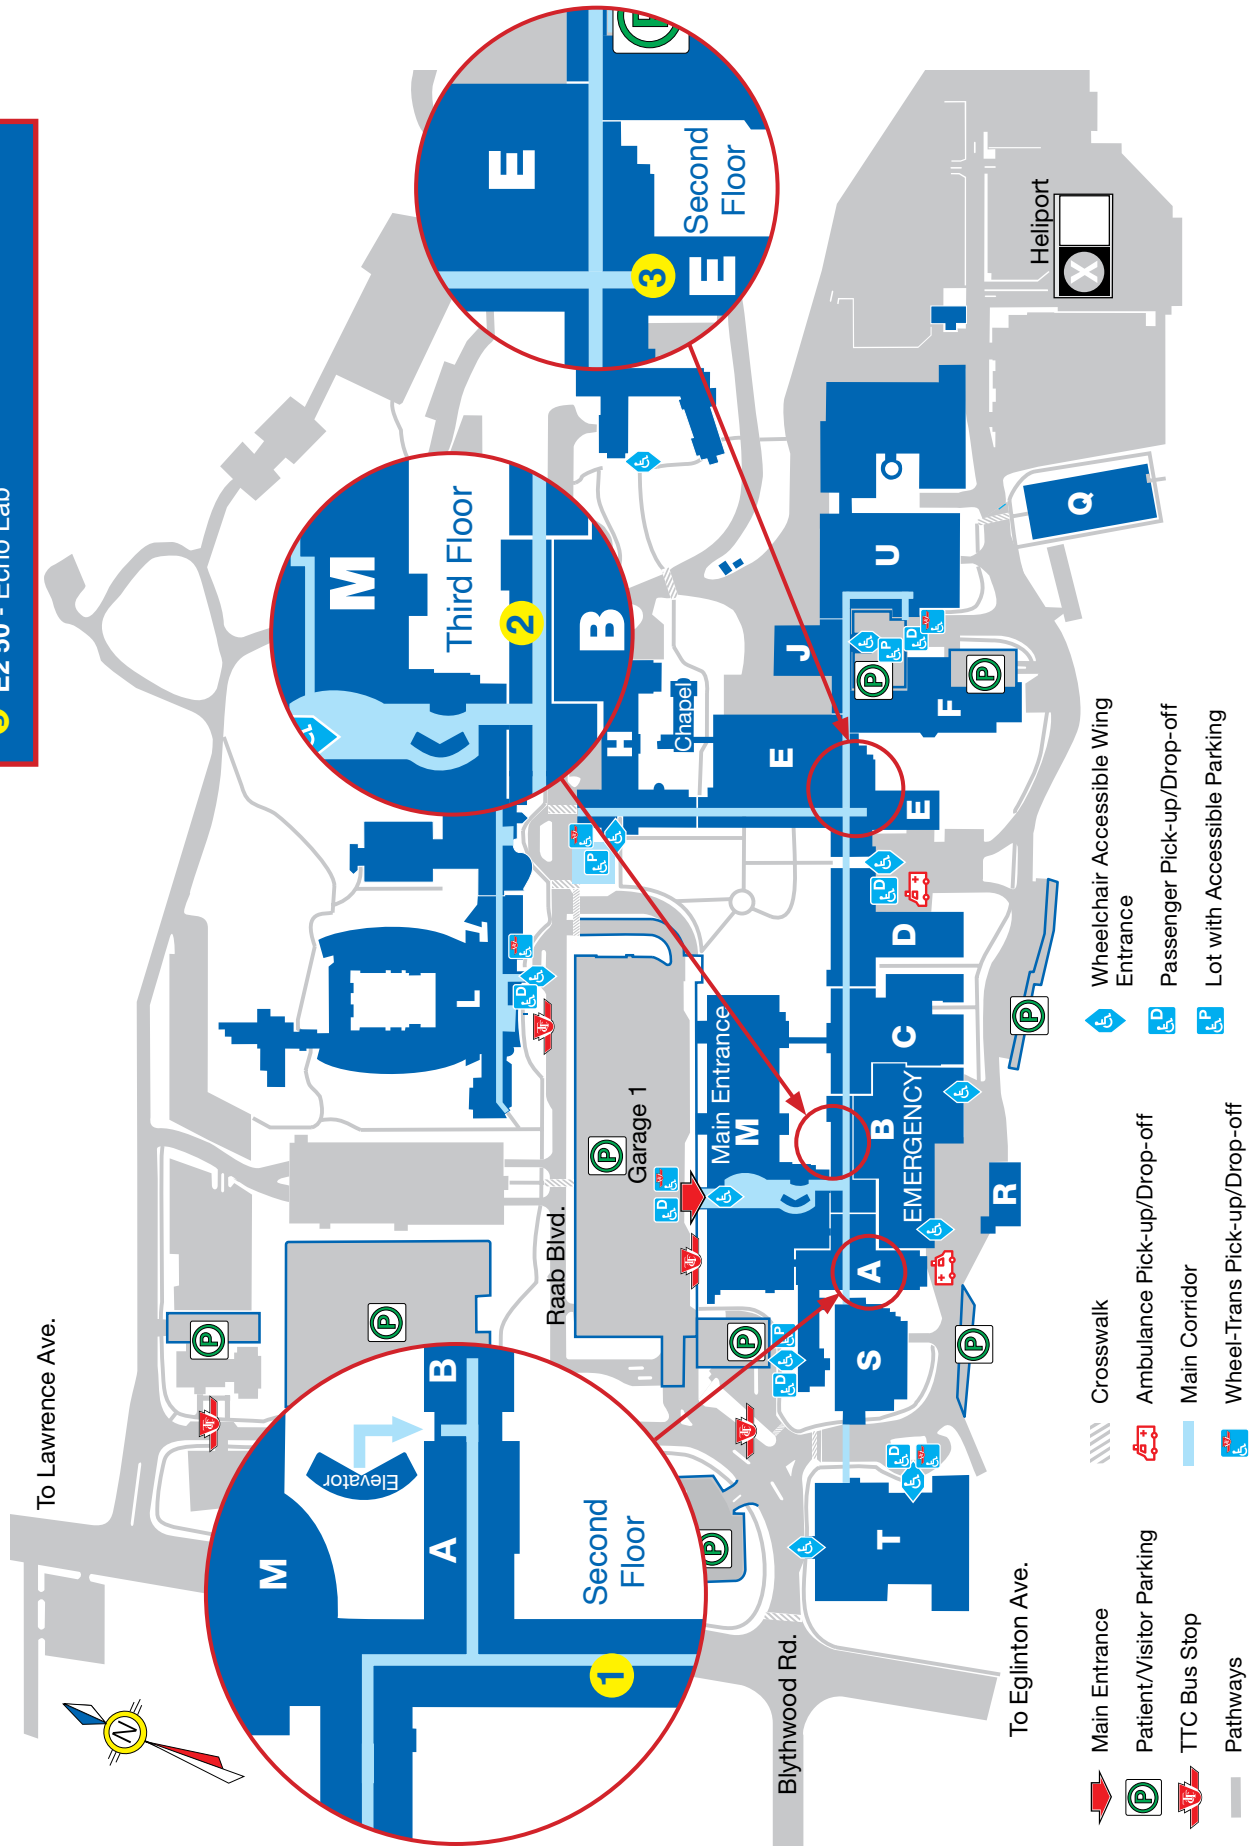 3 E2 50 - Echo Lab
E
Second
Floor
3
E
M
Third Floor
2
B
Heliport
X
Q
O
U
J
F
H
Chapel
E
E
D
C
L
T
Main Entrance
M
B
EMERGENCY
Garage 1
R
A
S
T
Raab Blvd.
To Lawrence Ave.
M
Elevator
A
B
Second
Floor
1
N
Blythwood Rd.
To Eglinton Ave.
Main Entrance
Patient/Visitor Parking
TTC Bus Stop
Pathways
Crosswalk
Ambulance Pick-up/Drop-off
Main Corridor
Wheel-Trans Pick-up/Drop-off
Wheelchair Accessible Wing
Entrance
Passenger Pick-up/Drop-off
Lot with Accessible Parking